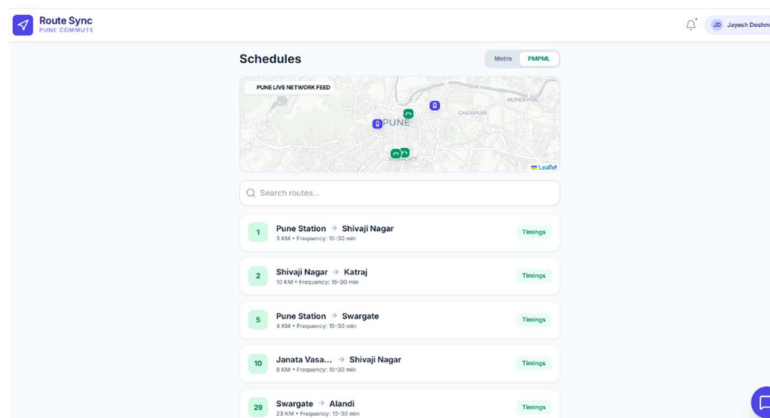 Route Sync
PUNE COMMUTE
JD Jayesh Deshm
Schedules
Metro PMPML
PUNE LIVE NETWORK FEED
MUNDHVA
GHORPURI
PUNE
Leaflet
Search routes...
1 Pune Station → Shivaji Nagar Timings
3 KM • Frequency: 15-30 min
2 Shivaji Nagar → Katraj Timings
10 KM • Frequency: 15-30 min
5 Pune Station → Swargate Timings
4 KM • Frequency: 15-30 min
10 Janata Vasa... → Shivaji Nagar Timings
8 KM • Frequency: 15-30 min
29 Swargate → Alandi Timings
23 KM • Frequency: 15-30 min